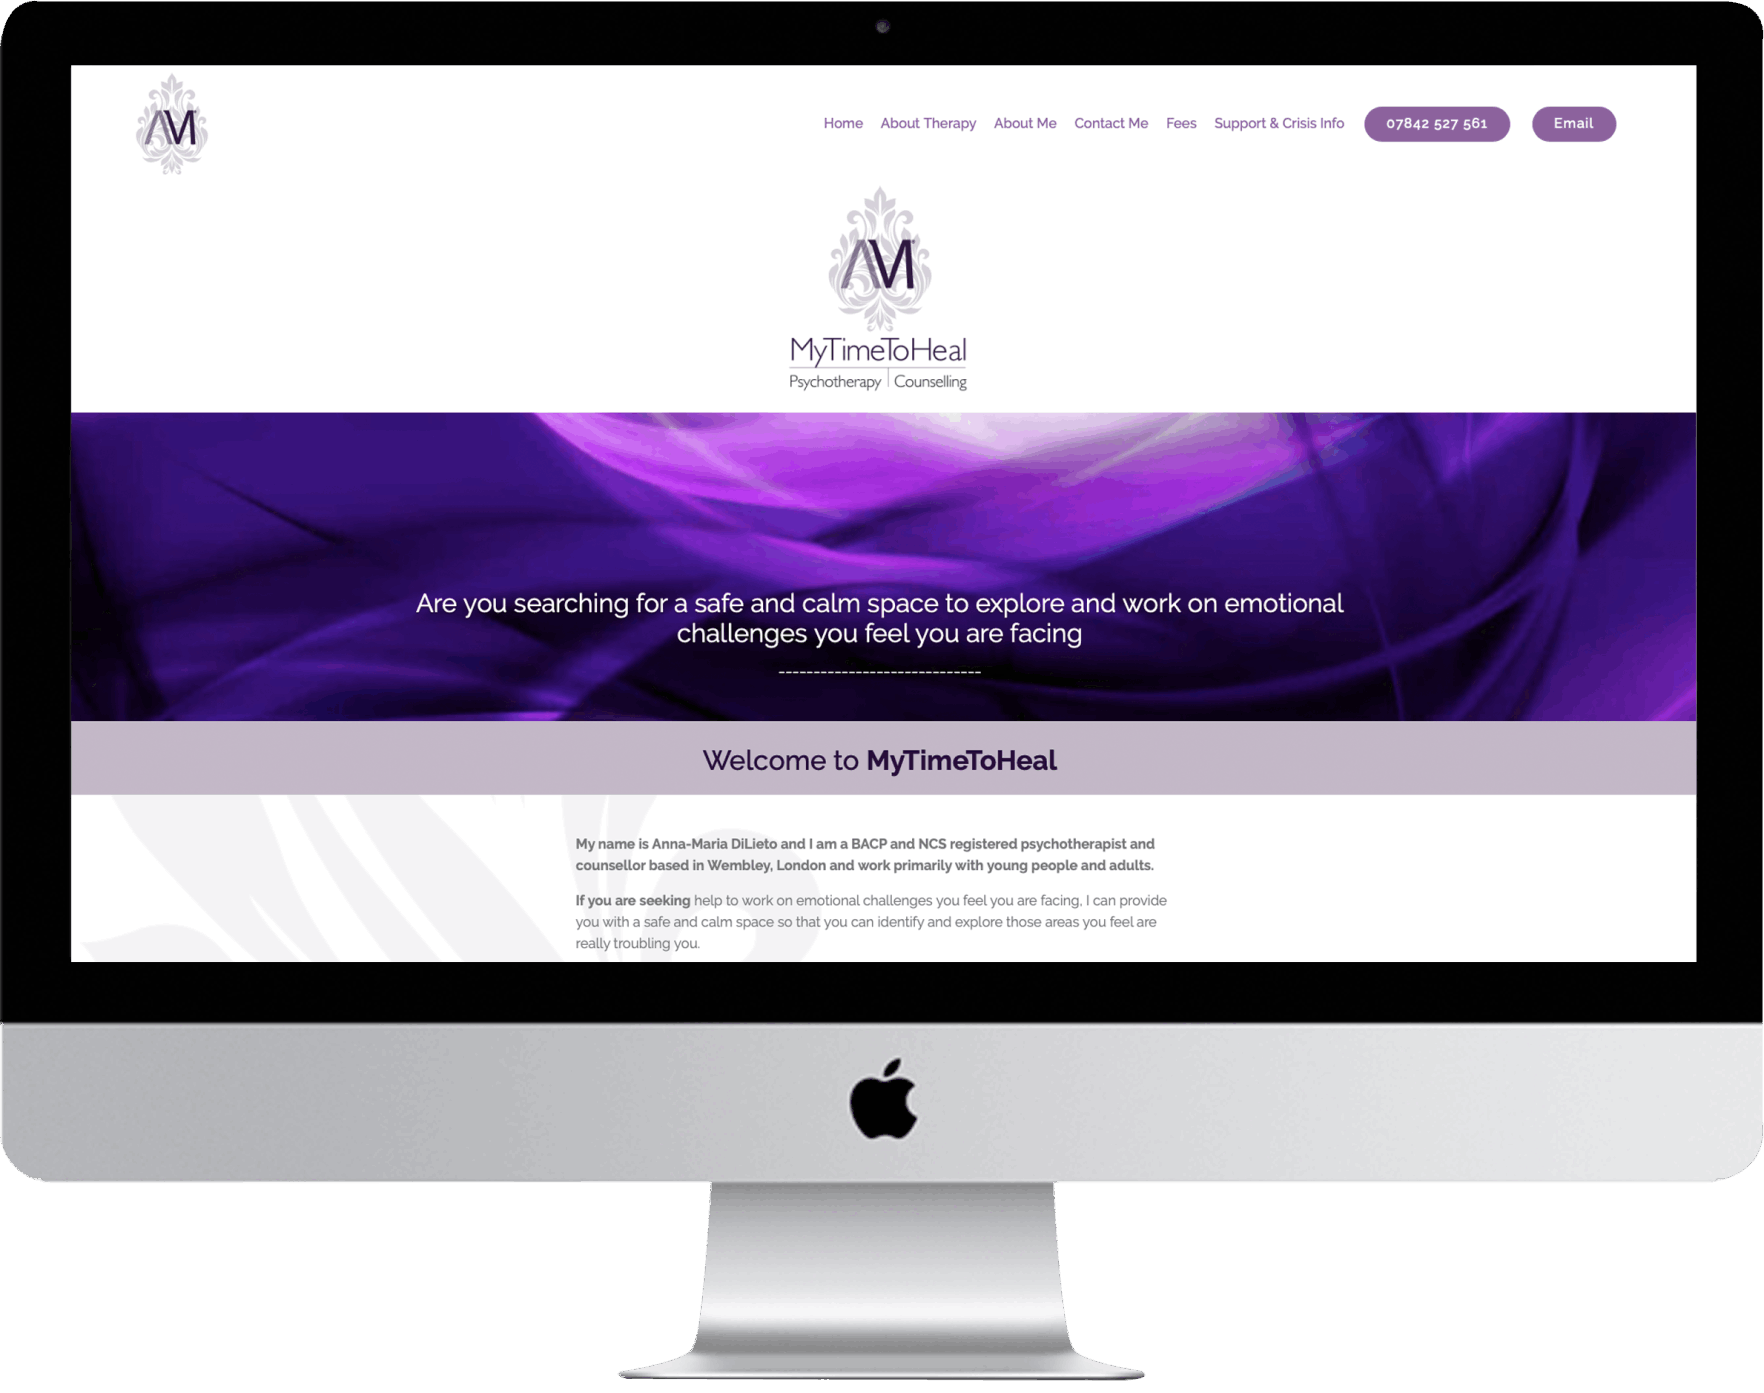 AM
Home About Therapy About Me Contact Me Fees Support & Crisis Info 07842 527 561 Email
AM
MyTimeToHeal
Psychotherapy | Counselling
Are you searching for a safe and calm space to explore and work on emotional
challenges you feel you are facing
-----------------------------
Welcome to MyTimeToHeal
My name is Anna-Maria DiLieto and I am a BACP and NCS registered psychotherapist and
counsellor based in Wembley, London and work primarily with young people and adults.
If you are seeking help to work on emotional challenges you feel you are facing, I can provide
you with a safe and calm space so that you can identify and explore those areas you feel are
really troubling you.